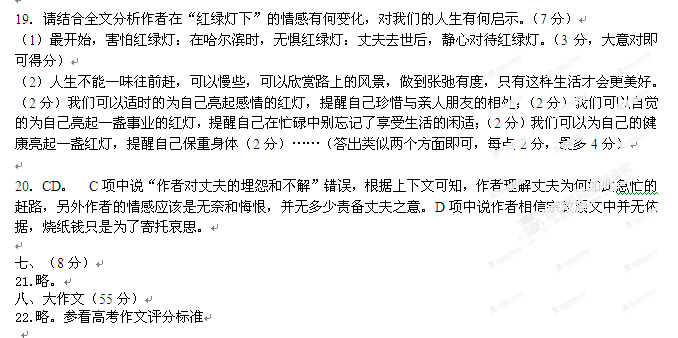 19. 请结合全文分析作者在“红绿灯下”的情感有何变化，对我们的人生有何启示。（7 分）
（1）最开始，害怕红绿灯：在哈尔滨时，无惧红绿灯：丈夫去世后，静心对待红绿灯。（3 分，大意对即
可得分）
（2）人生不能一味往前赶，可以慢些，可以欣赏路上的风景，做到张弛有度，只有这样生活才会更美好。
（2 分）我们可以适时的为自己亮起感情的红灯，提醒自己珍惜与亲人朋友的相处；（2 分）我们可以自觉
的为自己亮起一盏事业的红灯，提醒自己在忙碌中别忘记了享受生活的闲适；（2 分）我们可以为自己的健
康亮起一盏红灯，提醒自己保重身体（2 分）……（答出类似两个方面即可，每点 2 分，最多 4 分）
20. CD。 C 项中说“作者对丈夫的埋怨和不解”错误，根据上下文可知，作者理解丈夫为何如此急忙的
赶路，另外作者的情感应该是无奈和悔恨，并无多少责备丈夫之意。D 项中说作者相信宗教原文中并无依
据，烧纸钱只是为了寄托哀思。
七、（8 分）
21.略。
八、大作文（55 分）
22.略。参看高考作文评分标准